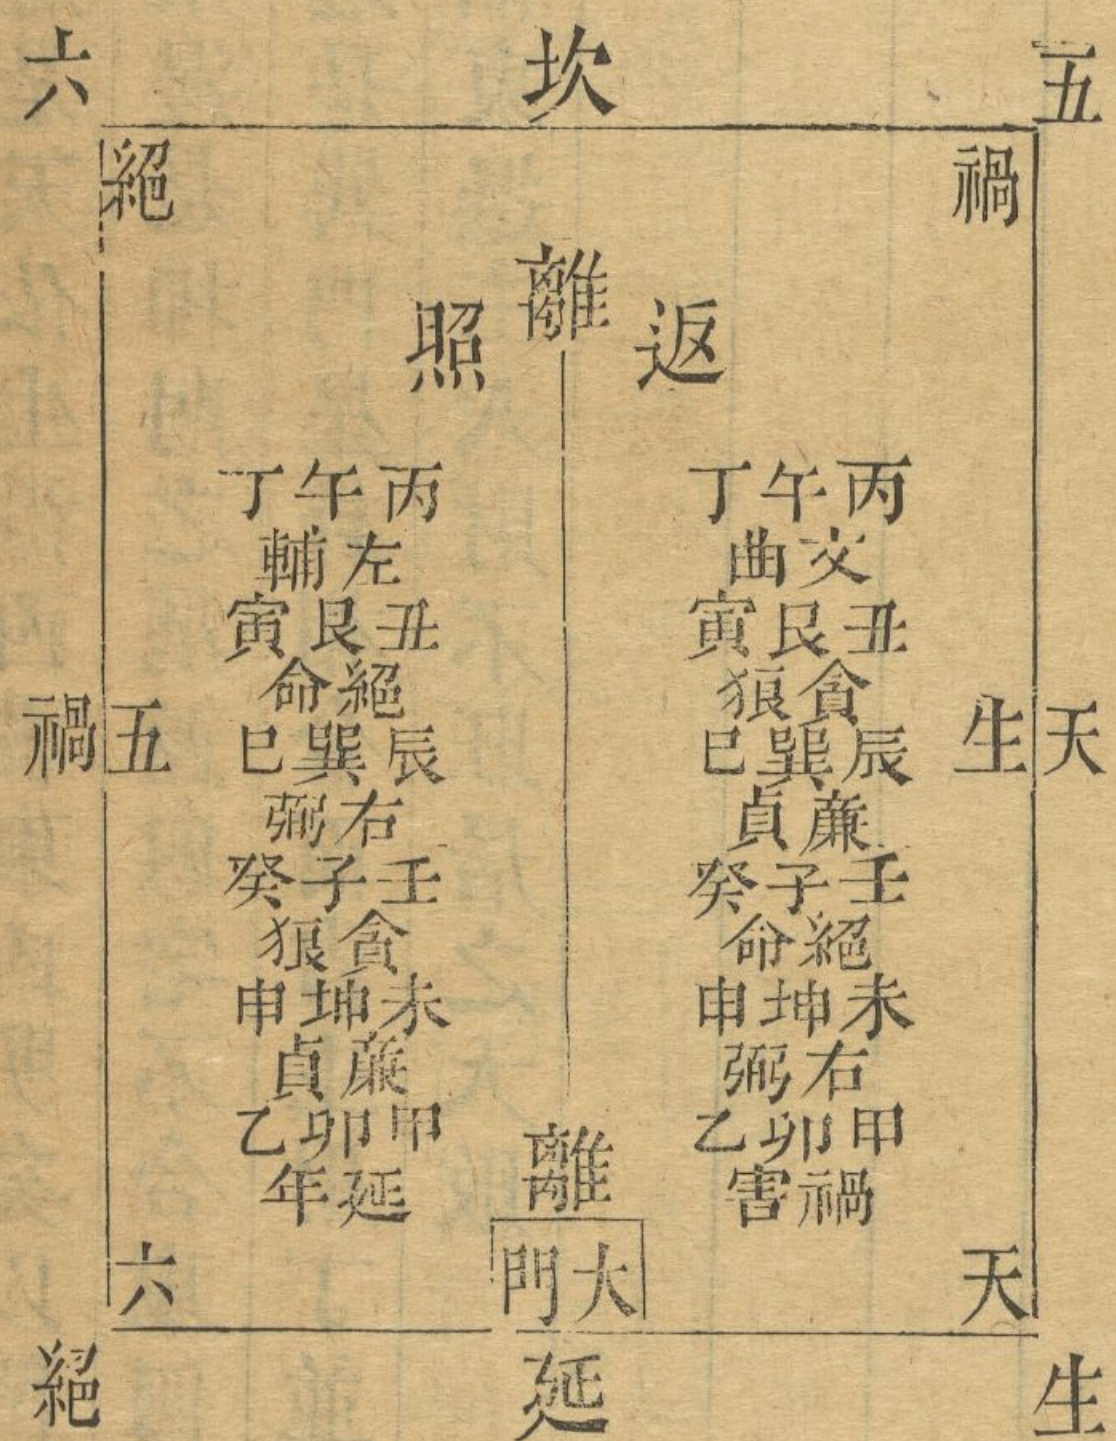 五
坎
六
禍
絕
返離照
丙午丁
文曲
丑艮寅
貪狼
辰巽巳
廉貞
壬子癸
絕命
未坤申
右弼
甲卯乙
禍害
丙午丁
左輔
丑艮寅
絕命
辰巽巳
右弼
壬子癸
貪狼
未坤申
廉貞
甲卯乙
延年
天生
五禍
離
大門
天
六
生
延
絕